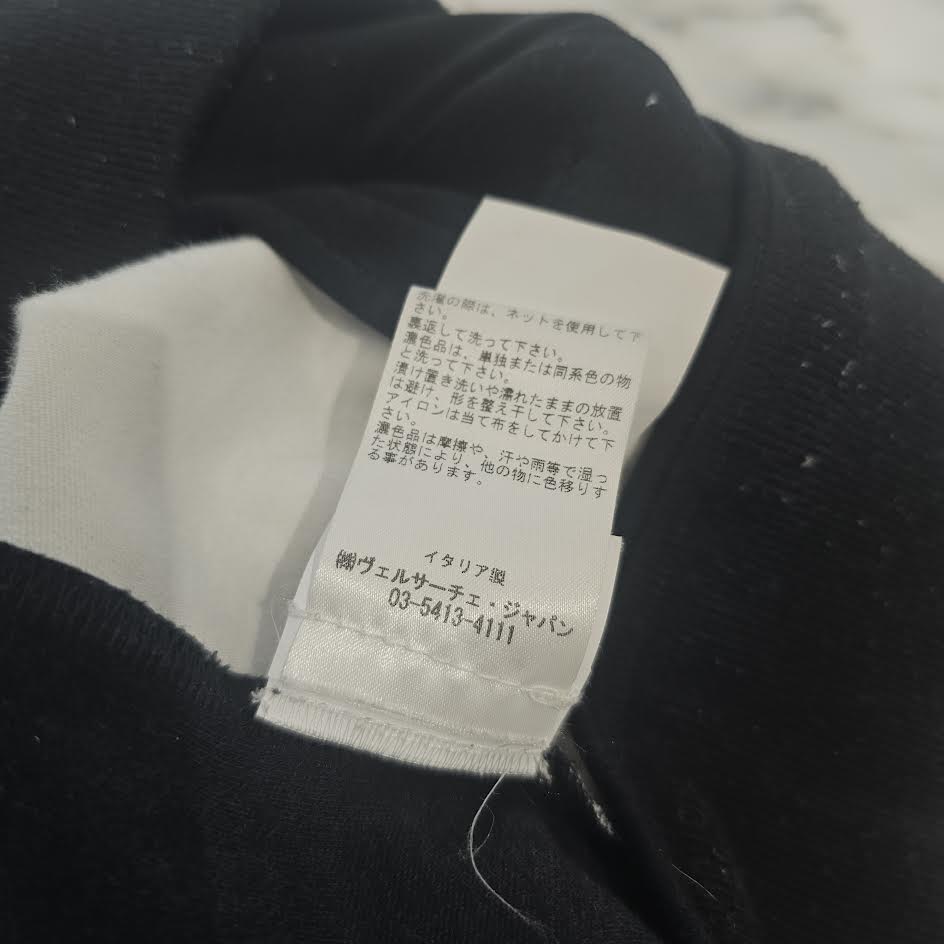 洗濯の際は、ネットを使用して下
さい。
裏返して洗って下さい。
濃色品は、単独または同系色の物
と洗って下さい。
漬け置き洗いや濡れたままの放置
は避け、形を整え干して下さい。
アイロンは当て布をしてかけて下
さい。
濃色品は摩擦や、汗や雨等で湿っ
た状態により、他の物に色移りす
る事があります。
イタリア製
㈱ヴェルサーチェ・ジャパン
03-5413-4111